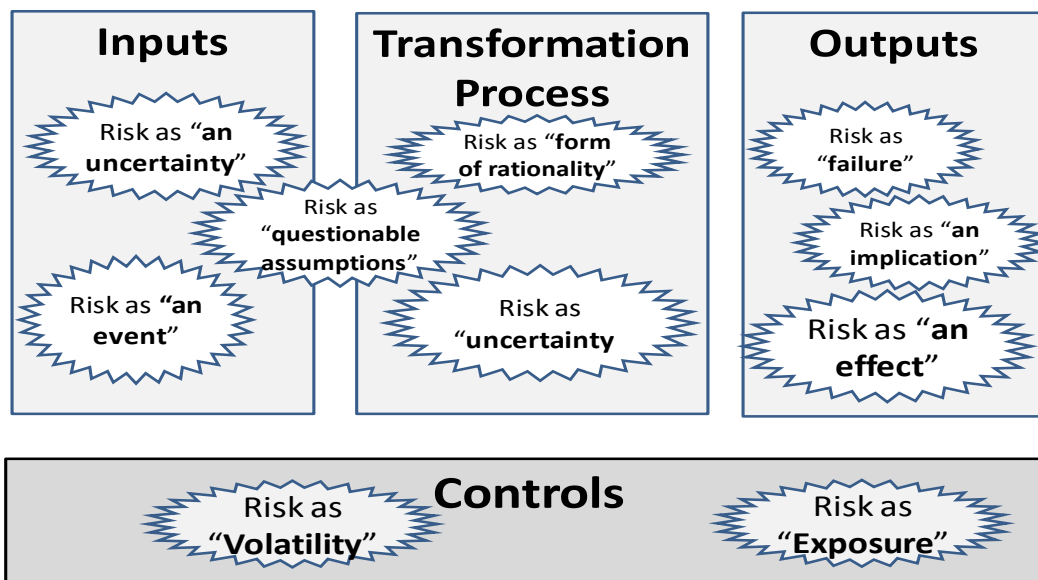 Inputs
Risk as “an
uncertainty”
Risk as
“questionable
assumptions”
Risk as “an
event”
Transformation
Process
Risk as “form
of rationality”
Risk as
“uncertainty
Outputs
Risk as
“failure”
Risk as “an
implication”
Risk as “an
effect”
Controls
Risk as
“Volatility”
Risk as
“Exposure”